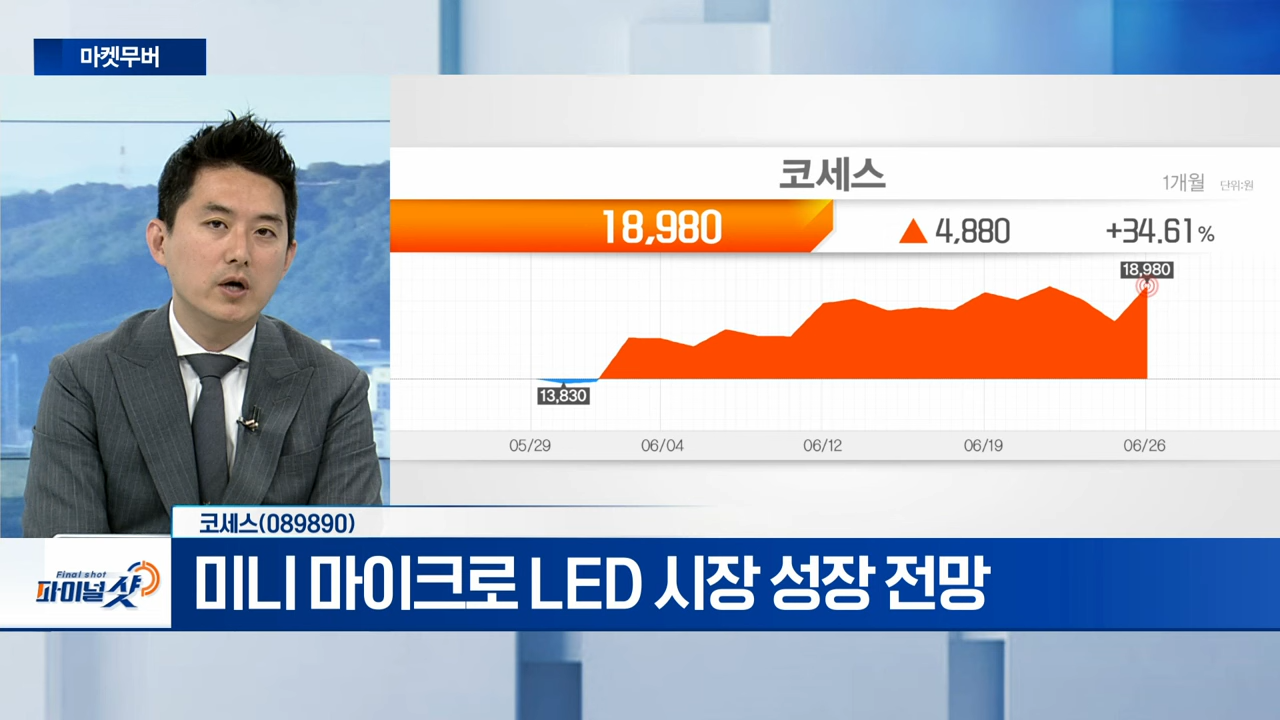 마켓무버
코세스
1개월 단위:원
18,980 ▲ 4,880 +34.61%
18,980
13,830
05/29 06/04 06/12 06/19 06/26
코세스(089890)
Final shot
파이널샷
미니 마이크로 LED 시장 성장 전망